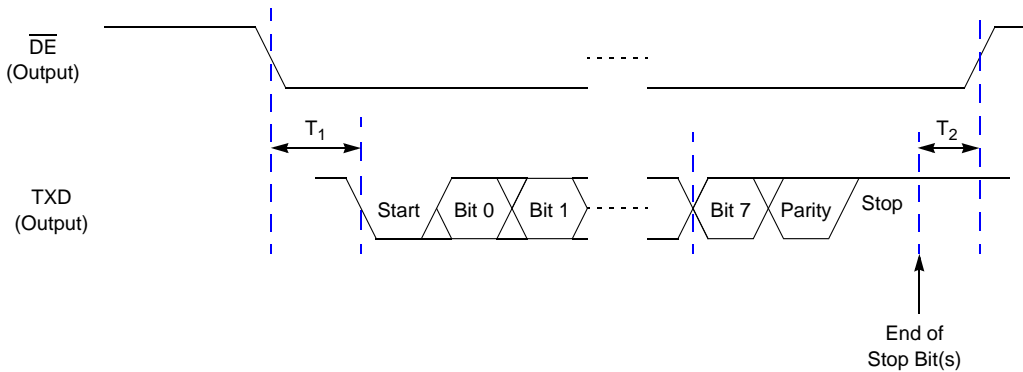 DE
(Output)
T1
T2
TXD
(Output)
Start
Bit 0
Bit 1
Bit 7
Parity
Stop
End of
Stop Bit(s)